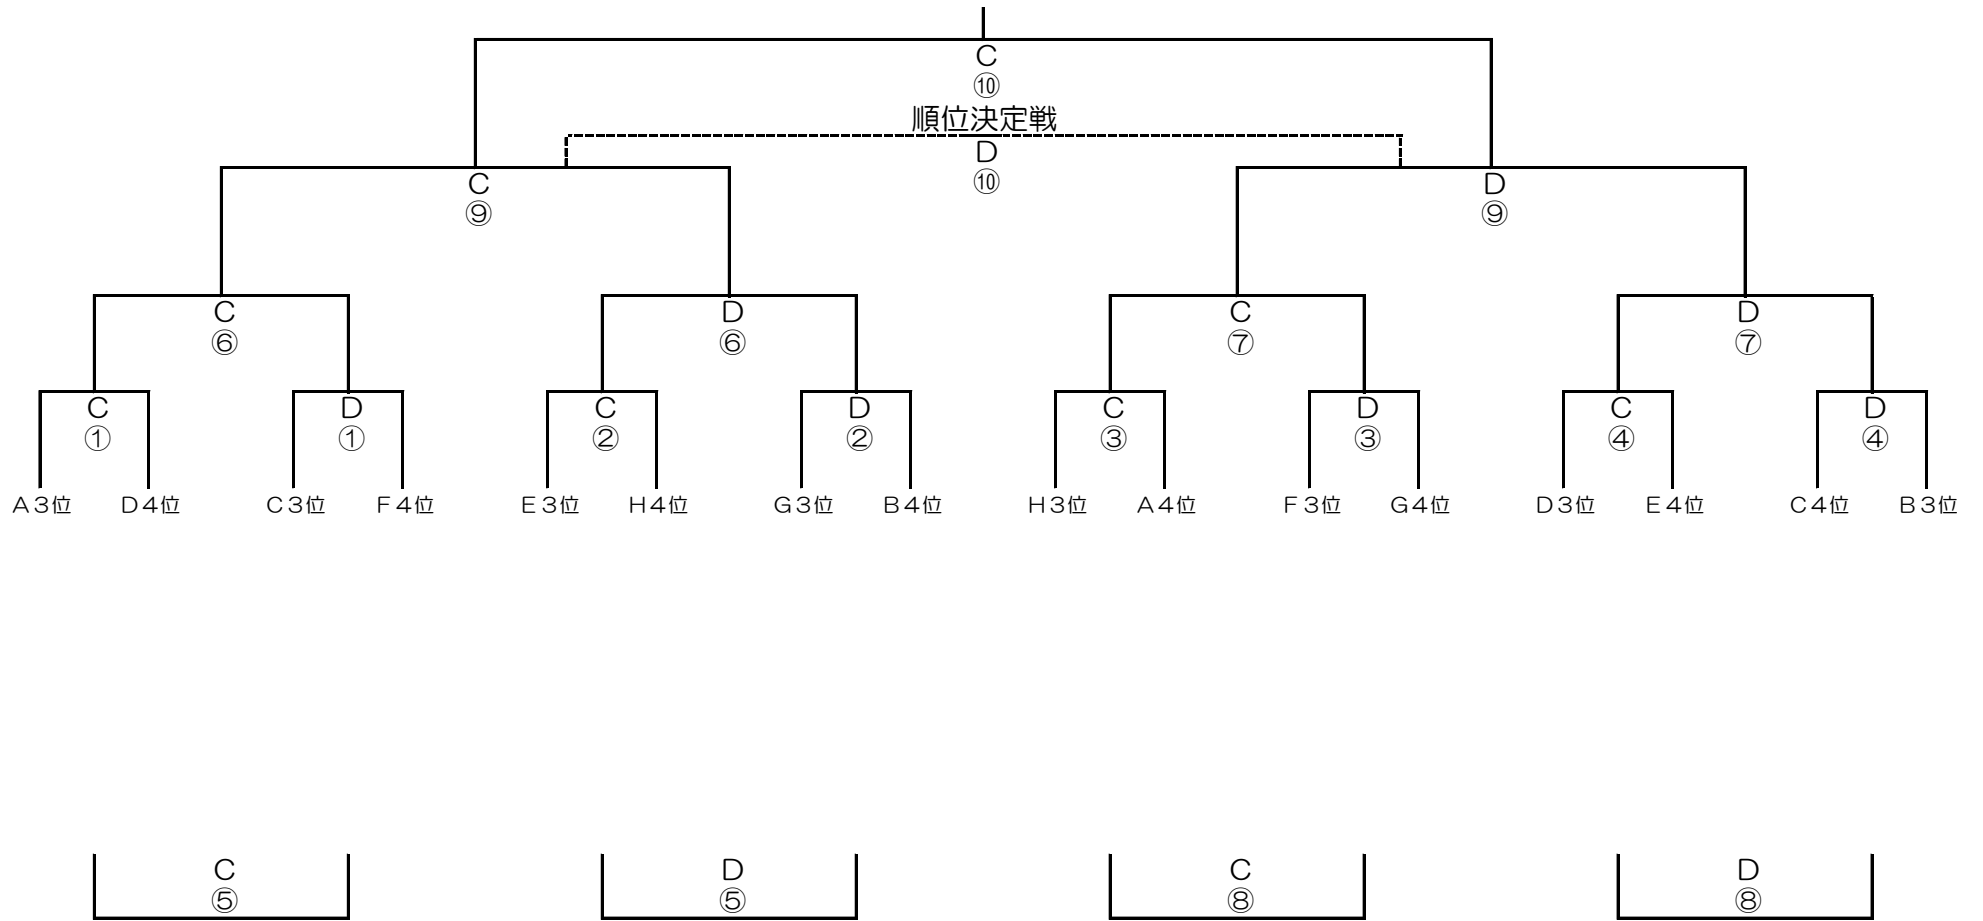 Ｃ
⑩
順位決定戦
Ｄ
⑩
Ｃ Ｄ
⑨ ⑨
Ｃ Ｄ Ｃ Ｄ
⑥ ⑥ ⑦ ⑦
Ｃ Ｄ Ｃ Ｄ Ｃ Ｄ Ｃ Ｄ
① ① ② ② ③ ③ ④ ④
Ａ３位 Ｄ４位 Ｃ３位 Ｆ４位 Ｅ３位 Ｈ４位 Ｇ３位 Ｂ４位 Ｈ３位 Ａ４位 Ｆ３位 Ｇ４位 Ｄ３位 Ｅ４位 Ｃ４位 Ｂ３位
Ｃ Ｄ Ｃ Ｄ
⑤ ⑤ ⑧ ⑧